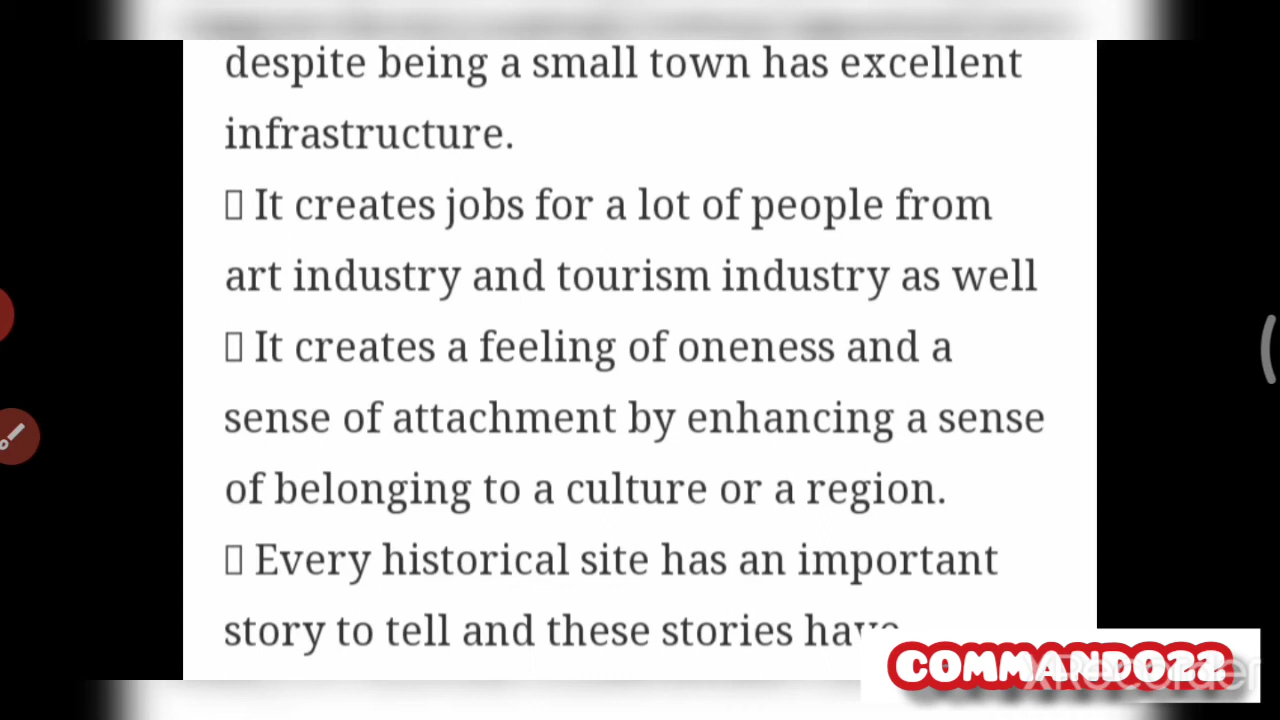 despite being a small town has excellent
infrastructure.
▯ It creates jobs for a lot of people from
art industry and tourism industry as well
▯ It creates a feeling of oneness and a
sense of attachment by enhancing a sense
of belonging to a culture or a region.
▯ Every historical site has an important
story to tell and these stories have
COMMANDO22
XRecorder